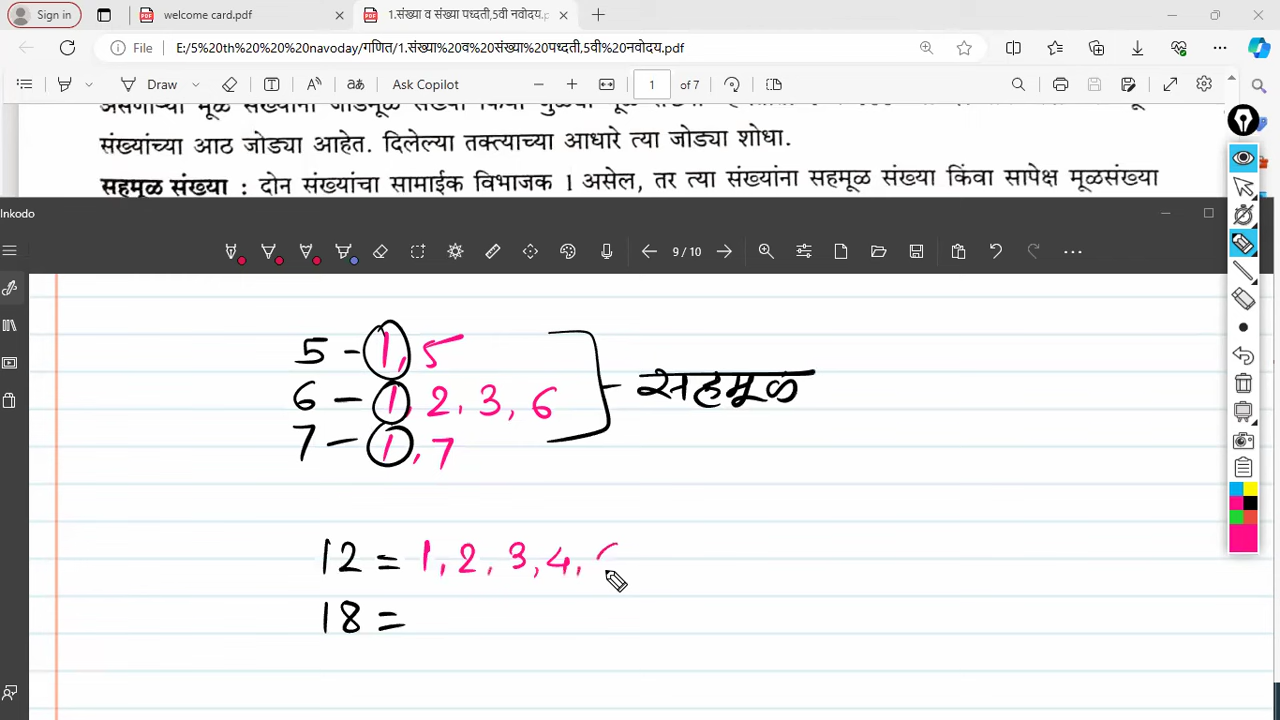 Sign in welcome card.pdf 1.संख्या व संख्या पध्दती,5वी नवोदय.pdf
File E:/5%20th%20%20%20navoday/गणित/1.संख्या%20व%20संख्या %20पध्दती,5वी%20नवोदय.pdf
Draw Ask Copilot 1 of 7
असणाऱ्या मूळ संख्यांना जोडमूळ संख्या किंवा जुळ्या मूळ संख्या
संख्यांच्या आठ जोड्या आहेत. दिलेल्या तक्त्याच्या आधारे त्या जोड्या शोधा.
सहमूळ संख्या : दोन संख्यांचा सामाईक विभाजक 1 असेल, तर त्या संख्यांना सहमूळ संख्या किंवा सापेक्ष मूळसंख्या
Inkodo
9 / 10
5 – 1, 5
6 – 1, 2, 3, 6
सहमूळ
7 – 1, 7
12 = 1, 2, 3, 4,
18 =